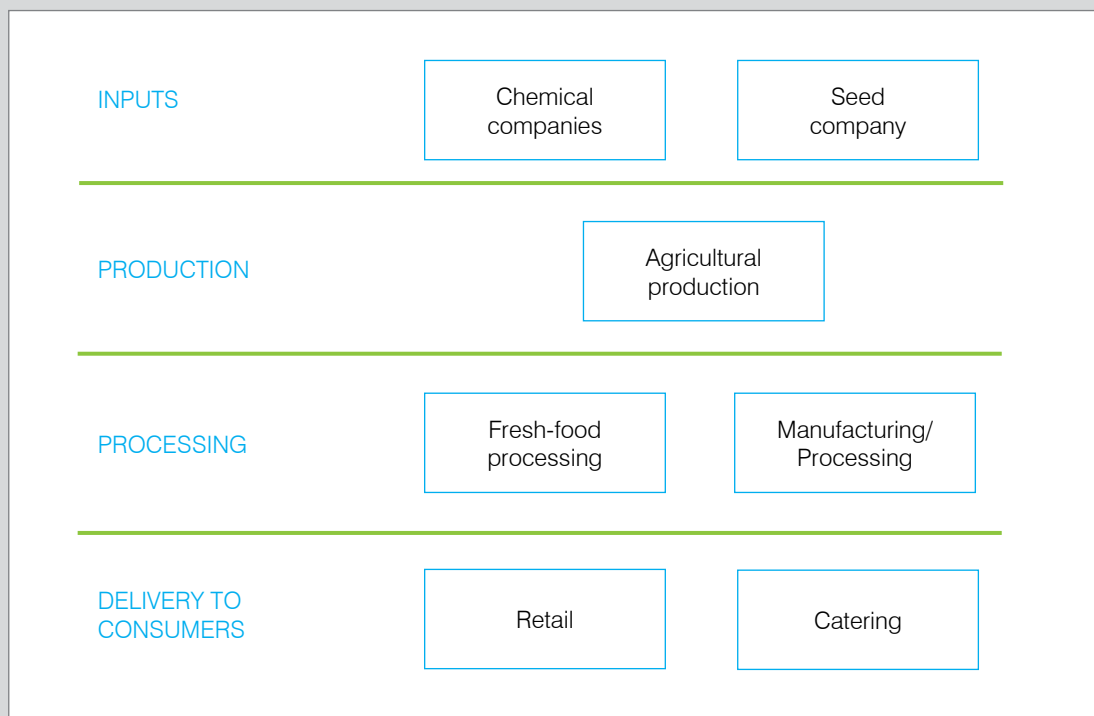 INPUTS
Chemical
companies
Seed
company
PRODUCTION
Agricultural
production
PROCESSING
Fresh-food
processing
Manufacturing/
Processing
DELIVERY TO
CONSUMERS
Retail
Catering